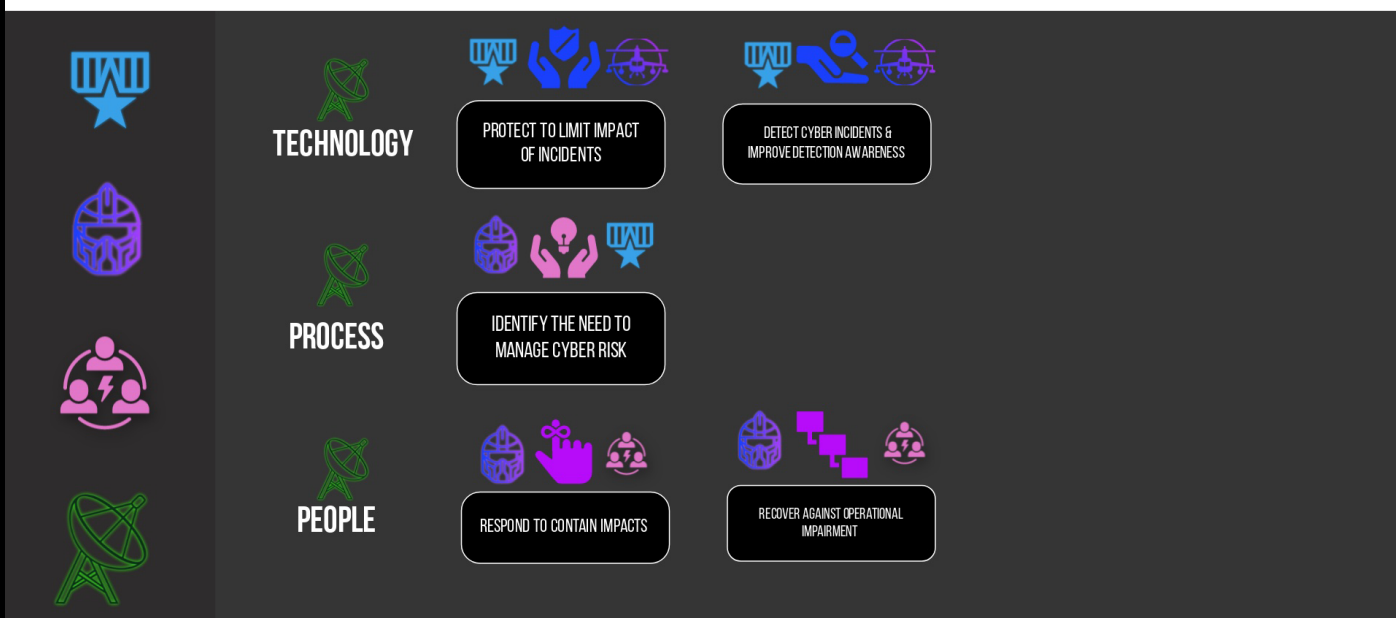 TECHNOLOGY
PROTECT TO LIMIT IMPACT
OF INCIDENTS
DETECT CYBER INCIDENTS &
IMPROVE DETECTION AWARENESS
PROCESS
IDENTIFY THE NEED TO
MANAGE CYBER RISK
PEOPLE
RESPOND TO CONTAIN IMPACTS
RECOVER AGAINST OPERATIONAL
IMPAIRMENT